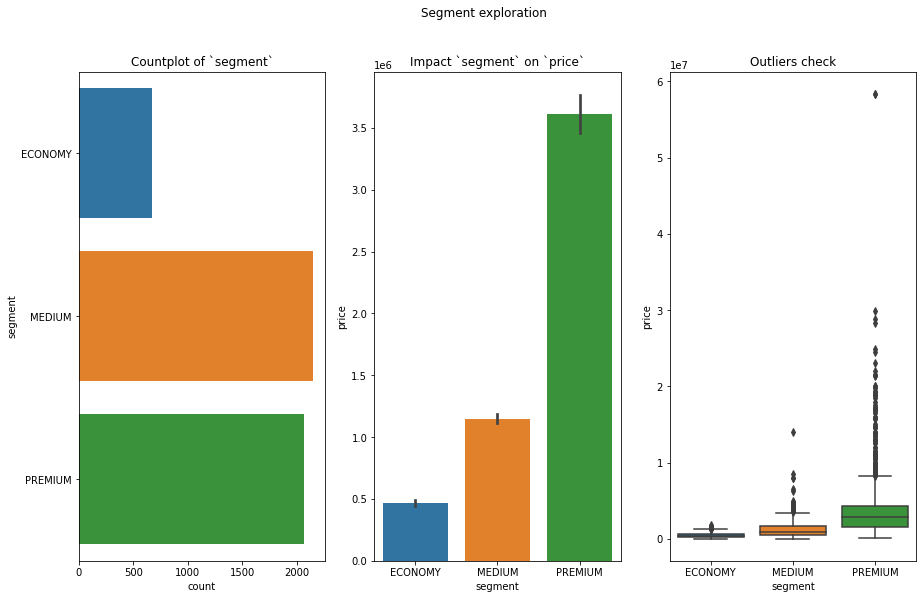 Segment exploration
Countplot of `segment`
ECONOMY
MEDIUM
PREMIUM
segment
0
500
1000
1500
2000
count
Impact `segment` on `price`
1e6
3.5
3.0
2.5
2.0
1.5
1.0
0.5
0.0
price
ECONOMY
MEDIUM
PREMIUM
segment
Outliers check
1e7
6
5
4
3
2
1
0
price
ECONOMY
MEDIUM
PREMIUM
segment